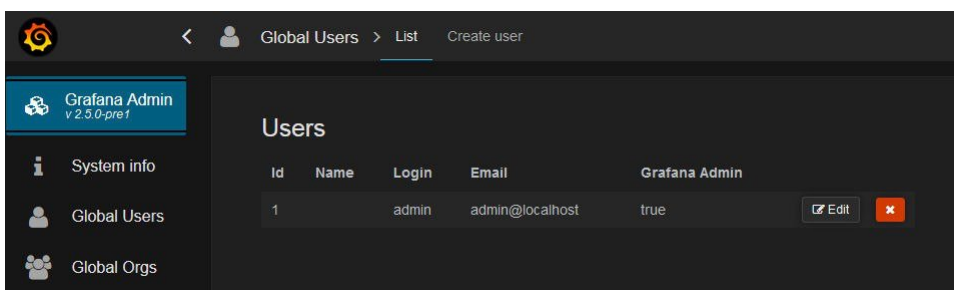 Global Users > List Create user
Grafana Admin
v 2.5.0-pre1
System info
Global Users
Global Orgs
Users
Id Name Login Email Grafana Admin
1 admin admin@localhost true Edit